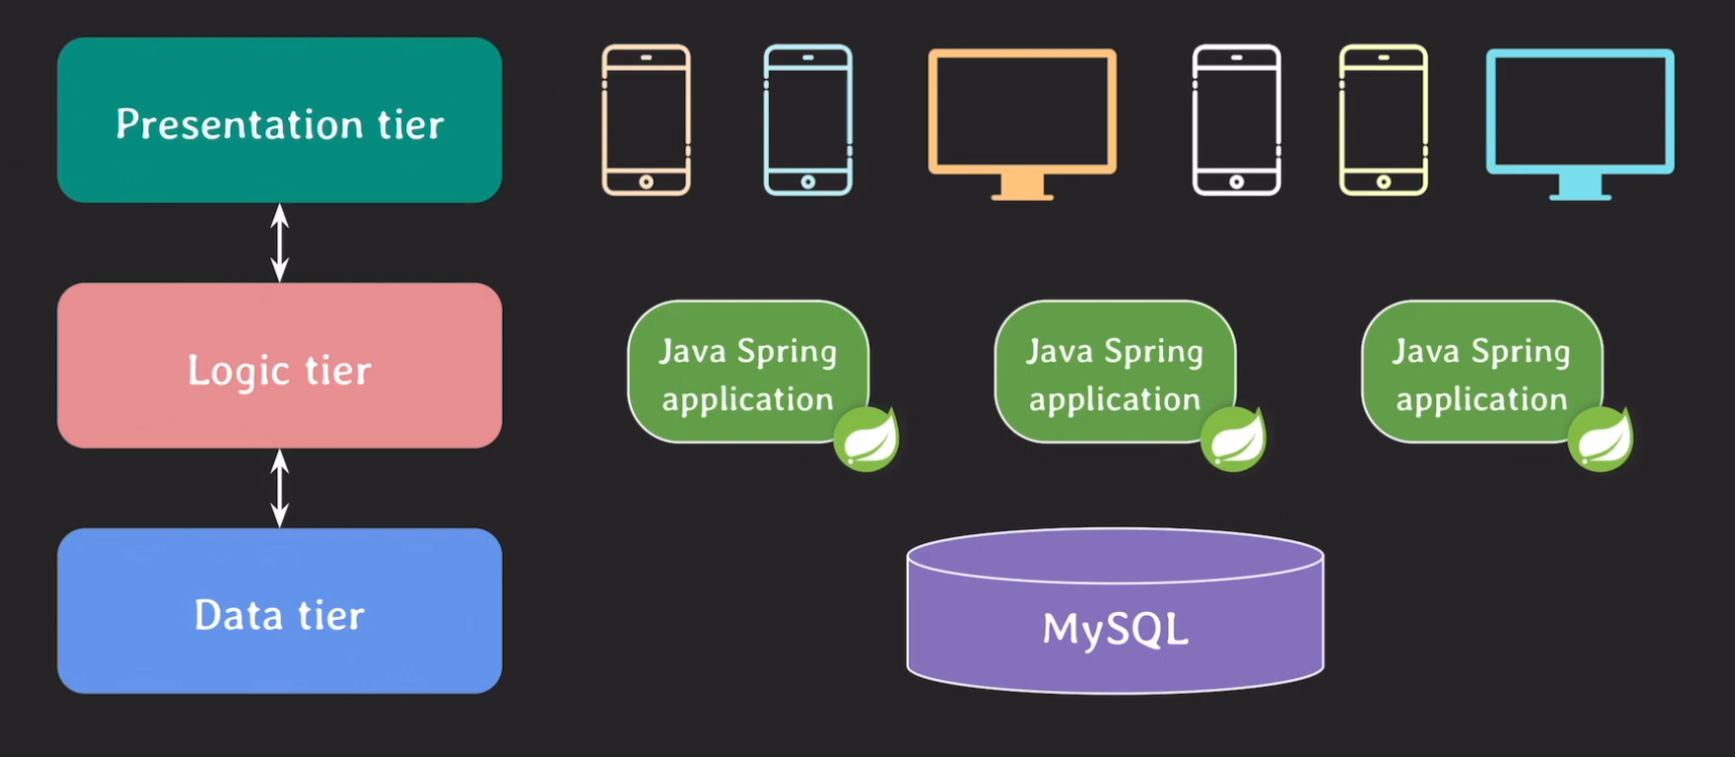 Presentation tier
Logic tier
Java Spring
application
Java Spring
application
Java Spring
application
Data tier
MySQL